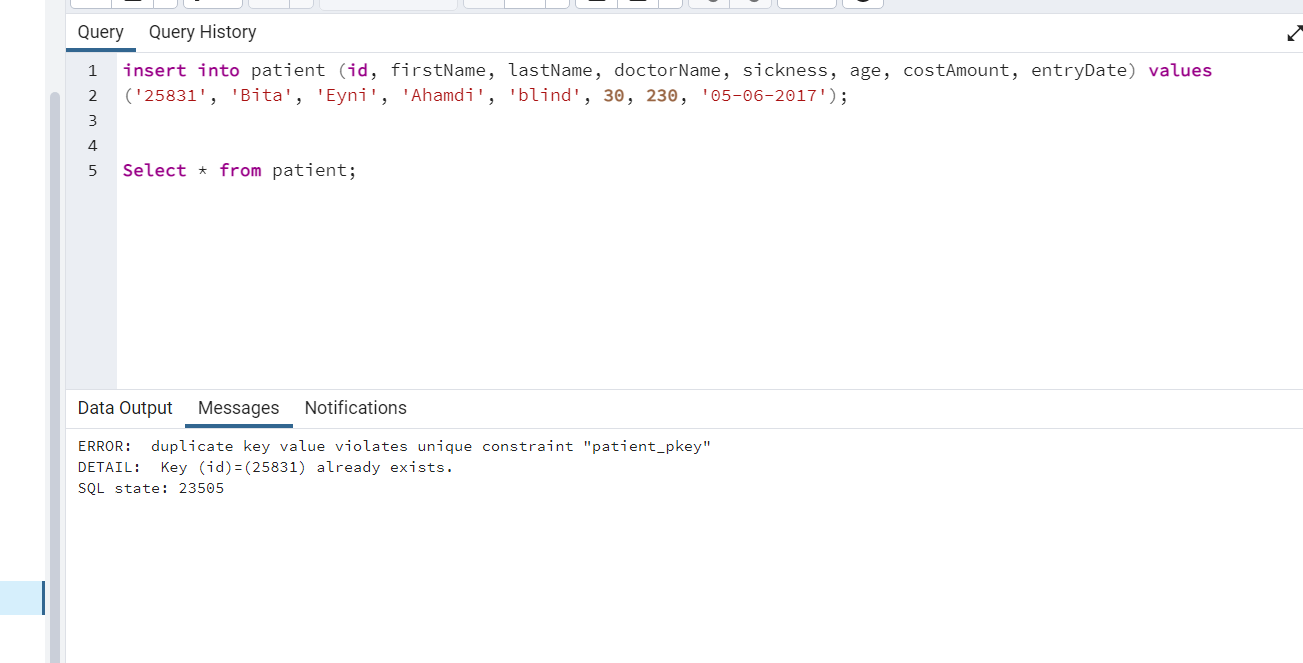 Query Query History
1 insert into patient (id, firstName, lastName, doctorName, sickness, age, costAmount, entryDate) values
2 ('25831', 'Bita', 'Eyni', 'Ahamdi', 'blind', 30, 230, '05-06-2017');
3
4
5 Select * from patient;
Data Output Messages Notifications
ERROR:  duplicate key value violates unique constraint "patient_pkey"
DETAIL:  Key (id)=(25831) already exists.
SQL state: 23505